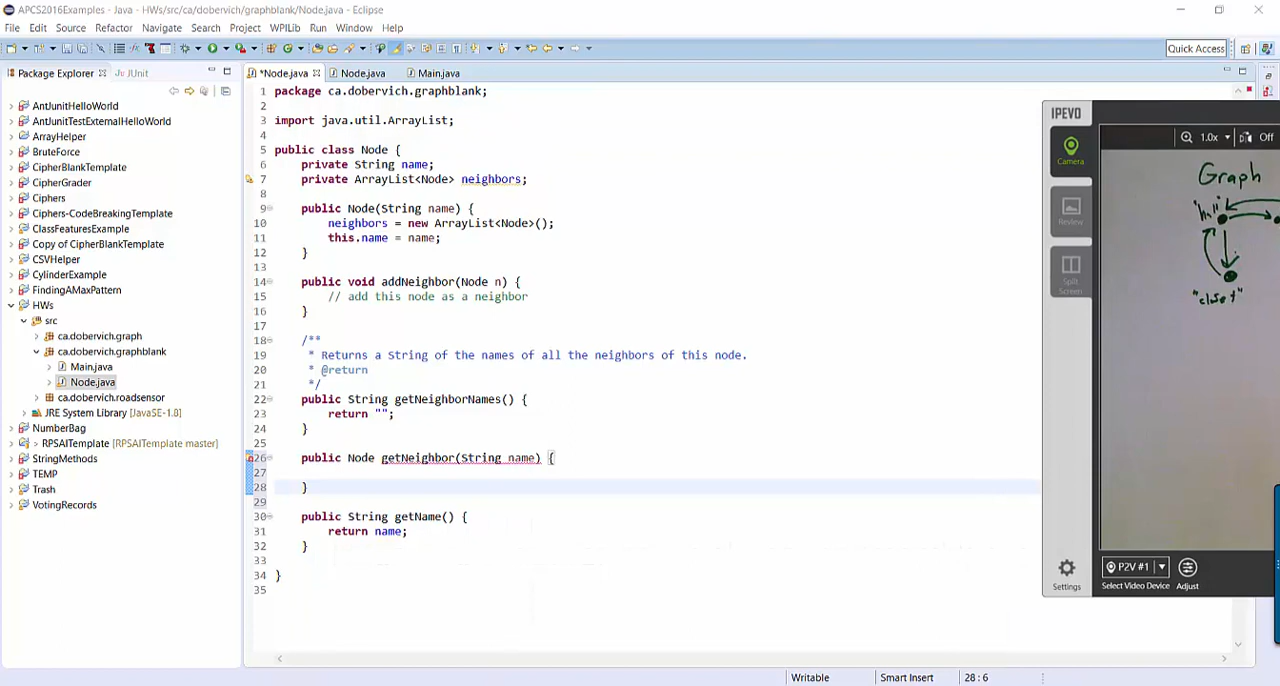 APCS2016Examples - Java - HWs/src/ca/dobervich/graphblank/Node.java - Eclipse
File Edit Source Refactor Navigate Search Project WPILib Run Window Help
Quick Access
Package Explorer JUnit
*Node.java Node.java Main.java
AntJunitHelloWorld
AntJunitTestExternalHelloWorld
ArrayHelper
BruteForce
CipherBlankTemplate
CipherGrader
Ciphers
Ciphers-CodeBreakingTemplate
ClassFeaturesExample
Copy of CipherBlankTemplate
CSVHelper
CylinderExample
FindingAMaxPattern
HWs
src
ca.dobervich.graph
ca.dobervich.graphblank
Main.java
Node.java
ca.dobervich.roadsensor
JRE System Library [JavaSE-1.8]
NumberBag
> RPSAITemplate [RPSAITemplate master]
StringMethods
TEMP
Trash
VotingRecords
1 package ca.dobervich.graphblank;
2
3 import java.util.ArrayList;
4
5 public class Node {
6 private String name;
7 private ArrayList<Node> neighbors;
8
9 public Node(String name) {
10 neighbors = new ArrayList<Node>();
11 this.name = name;
12 }
13
14 public void addNeighbor(Node n) {
15 // add this node as a neighbor
16 }
17
18 /**
19 * Returns a String of the names of all the neighbors of this node.
20 * @return
21 */
22 public String getNeighborNames() {
23 return "";
24 }
25
26 public Node getNeighbor(String name) {
27
28 }
29
30 public String getName() {
31 return name;
32 }
33
34 }
35
IPEVO
Camera
Review
Split
Screen
Settings
1.0x Off
Graph
"hill"
"closet"
P2V #1
Select Video Device Adjust
Writable Smart Insert 28 : 6